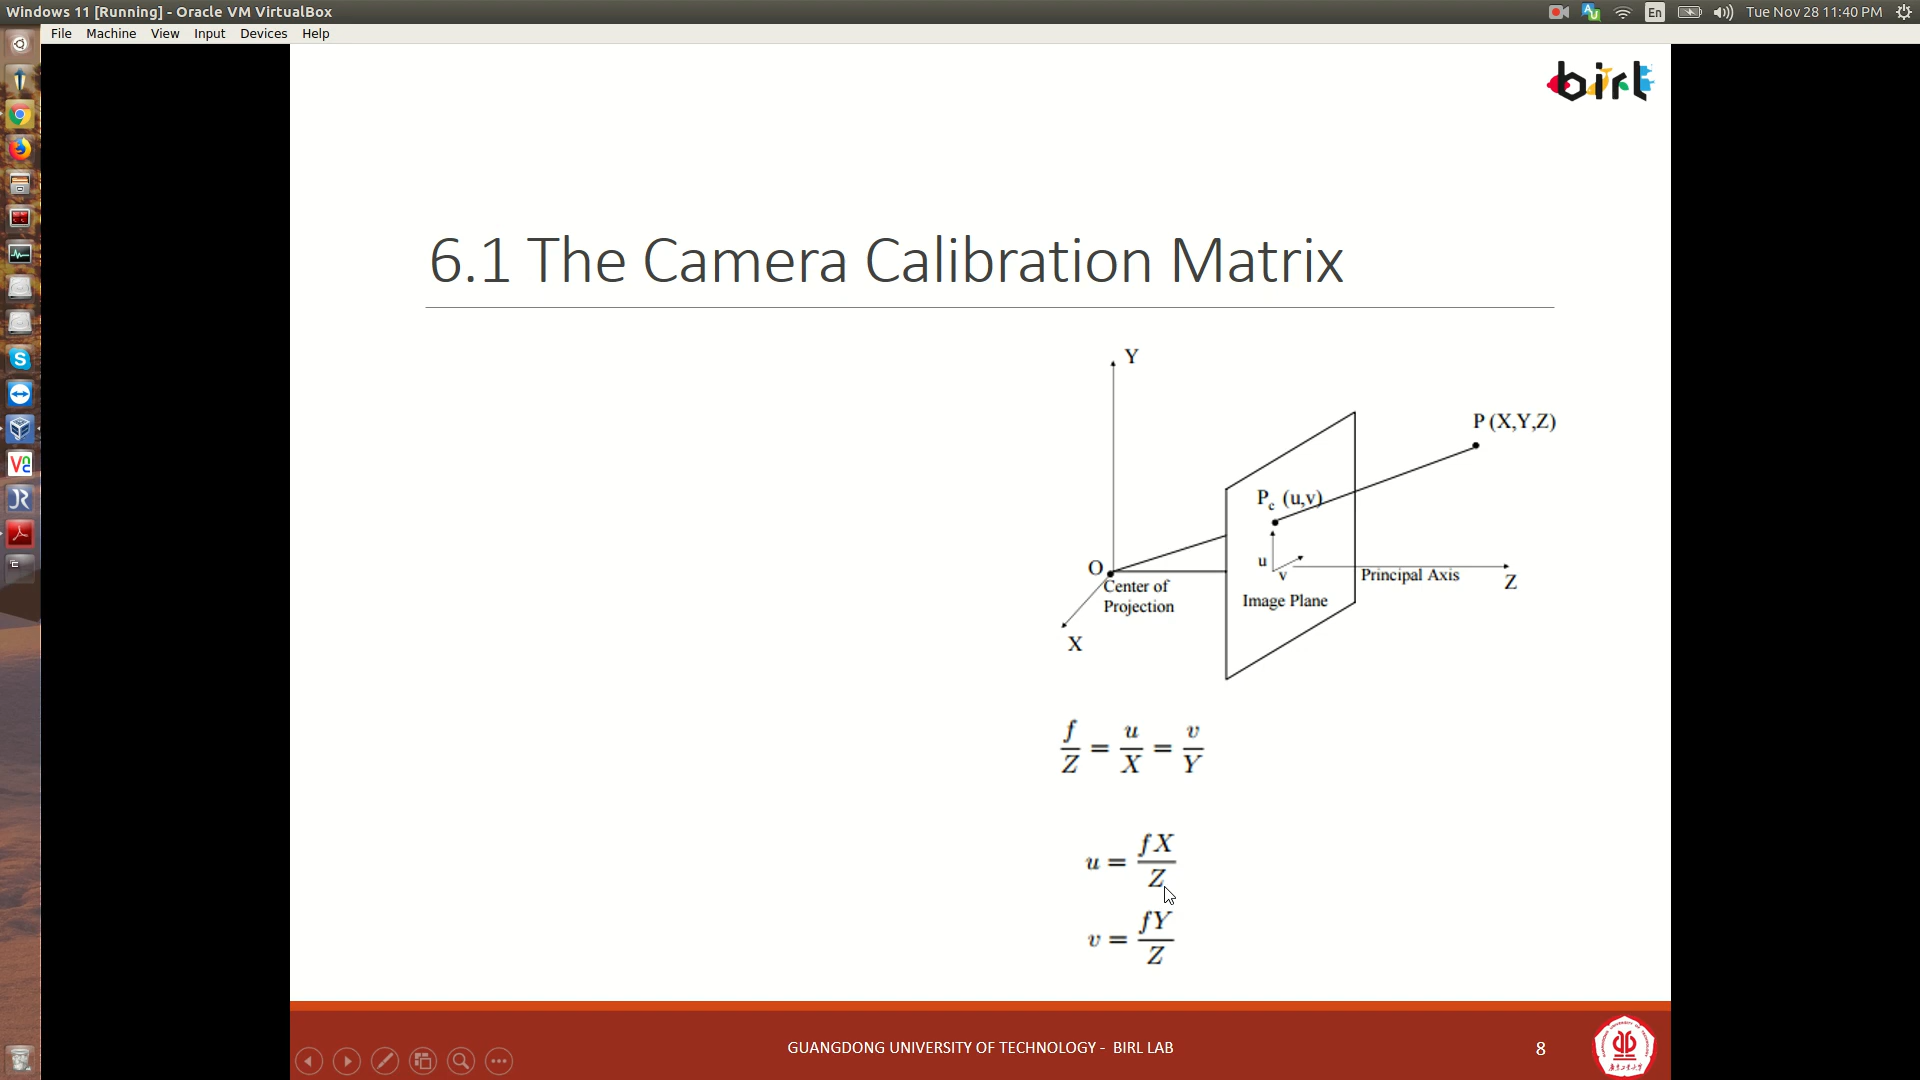 Windows 11 [Running] - Oracle VM VirtualBox
En
Tue Nov 28 11:40 PM
File Machine View Input Devices Help
birl
6.1 The Camera Calibration Matrix
Y
P (X,Y,Z)
P_c (u,v)
O
u
v
Principal Axis
Z
Center of
Projection
Image Plane
X
f/Z = u/X = v/Y
u = fX/Z
v = fY/Z
GUANGDONG UNIVERSITY OF TECHNOLOGY - BIRL LAB
8